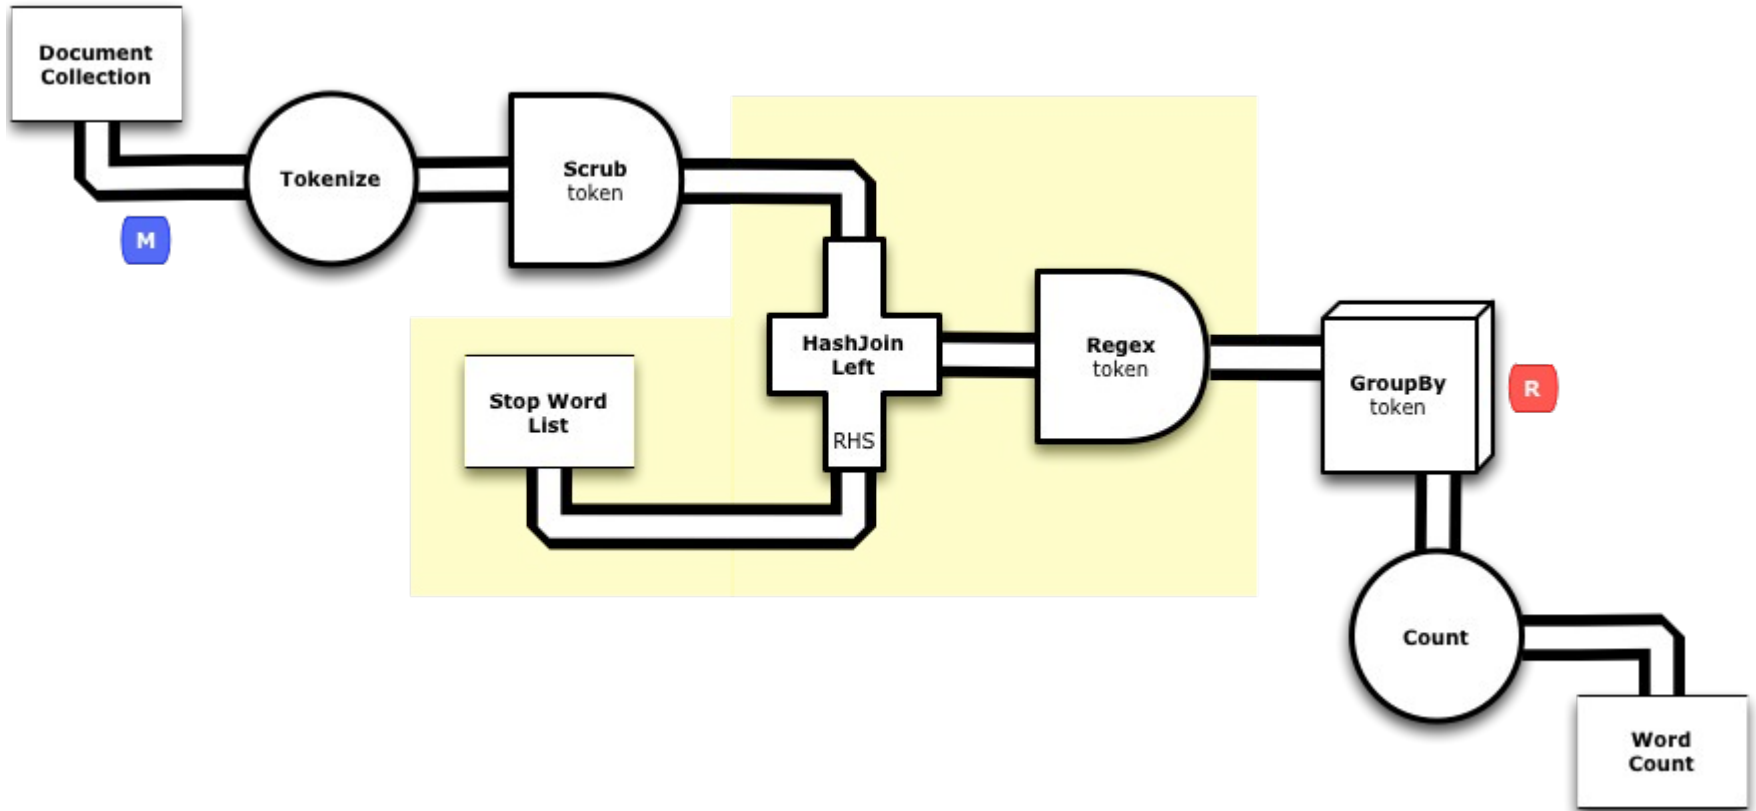 Document
Collection
Tokenize
Scrub
token
M
HashJoin
Left
RHS
Stop Word
List
Regex
token
GroupBy
token
R
Count
Word
Count